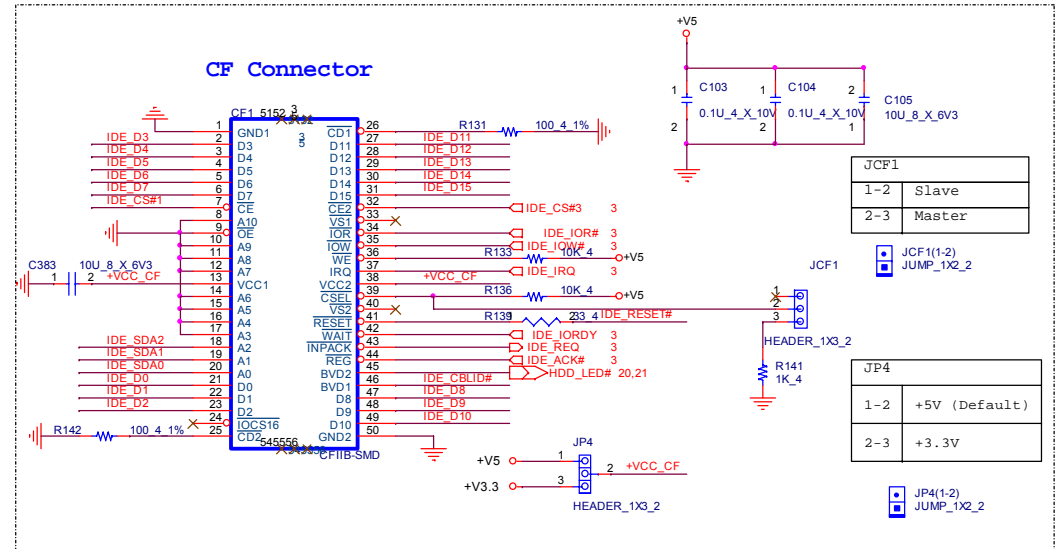 CF Connector
+V5
C103
0.1U_4_X_10V
C104
0.1U_4_X_10V
C105
10U_8_X_6V3
1
2
1
2
2
1
CF1
CFIIB-SMD
1 GND1
IDE_D3 2 D3
IDE_D4 3 D4
IDE_D5 4 D5
IDE_D6 5 D6
IDE_D7 6 D7
IDE_CS#1 7 CE
8 A10
9 OE
10 A9
11 A8
12 A7
C383 10U_8_X_6V3
1 2 +VCC_CF 13 VCC1
14 A6
15 A5
16 A4
17 A3
IDE_SDA2 18 A2
IDE_SDA1 19 A1
IDE_SDA0 20 A0
IDE_D0 21 D0
IDE_D1 22 D1
IDE_D2 23 D2
24 IOCS16
R142 100_4_1% 25 CD2
CD1 26 R131 100_4_1%
D11 27 IDE_D11
D12 28 IDE_D12
D13 29 IDE_D13
D14 30 IDE_D14
D15 31 IDE_D15
CE2 32 IDE_CS#3 3
VS1 33
IOR 34 IDE_IOR# 3
IOW 35 IDE_IOW# 3
WE 36 R133 10K_4 +V5
IRQ 37 IDE_IRQ 3
VCC2 38 +VCC_CF
CSEL 39 R136 10K_4 +V5
VS2 40
RESET 41 R139 1 2 33_4 IDE_RESET#
WAIT 42 IDE_IORDY 3
INPACK 43 IDE_REQ 3
REG 44 IDE_ACK# 3
BVD2 45 HDD_LED# 20,21
BVD1 46 IDE_CBLID#
D8 47 IDE_D8
D9 48 IDE_D9
D10 49 IDE_D10
GND2 50
JCF1
1-2 Slave
2-3 Master
JCF1(1-2)
JUMP_1X2_2
JCF1
1
2
3
HEADER_1X3_2
R141
1K_4
JP4
+V5 1
2 +VCC_CF
+V3.3 3
HEADER_1X3_2
JP4
1-2 +5V (Default)
2-3 +3.3V
JP4(1-2)
JUMP_1X2_2